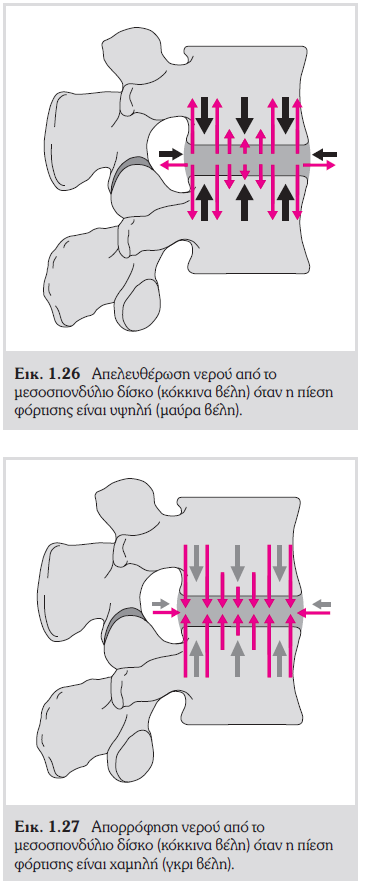 Εικ. 1.26 Απελευθέρωση νερού από το
μεσοσπονδύλιο δίσκο (κόκκινα βέλη) όταν η πίεση
φόρτισης είναι υψηλή (μαύρα βέλη).
Εικ. 1.27 Απορρόφηση νερού από το
μεσοσπονδύλιο δίσκο (κόκκινα βέλη) όταν η πίεση
φόρτισης είναι χαμηλή (γκρι βέλη).